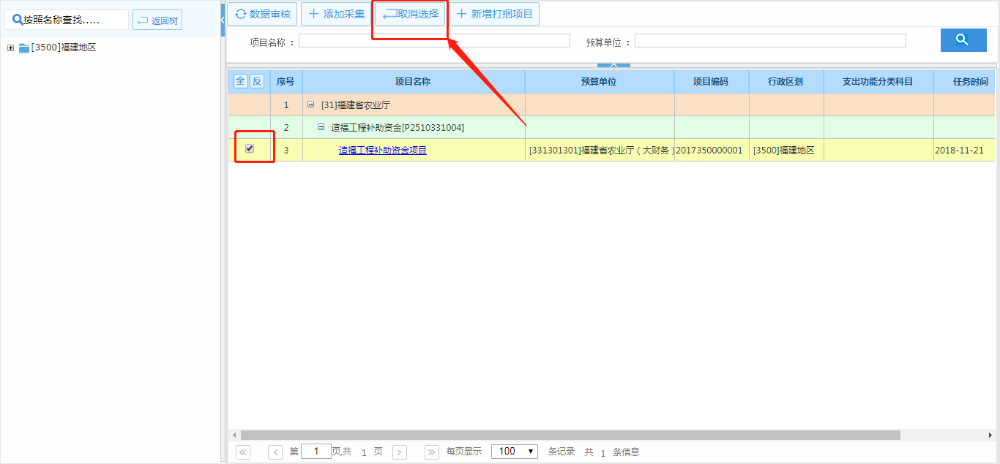 按照名称查找..... 返回树
[3500]福建地区
数据审核 添加采集 取消选择 新增打捆项目
项目名称 ： 预算单位 ：
全 反 序号 项目名称 预算单位 项目编码 行政区划 支出功能分类科目 任务时间
1 [31]福建省农业厅
2 造福工程补助资金[P2510331004]
3 造福工程补助资金项目 [331301301]福建省农业厅（大财务） 2017350000001 [3500]福建地区 2018-11-21
第 1 页,共 1 页 每页显示 100 条记录 共 1 条信息